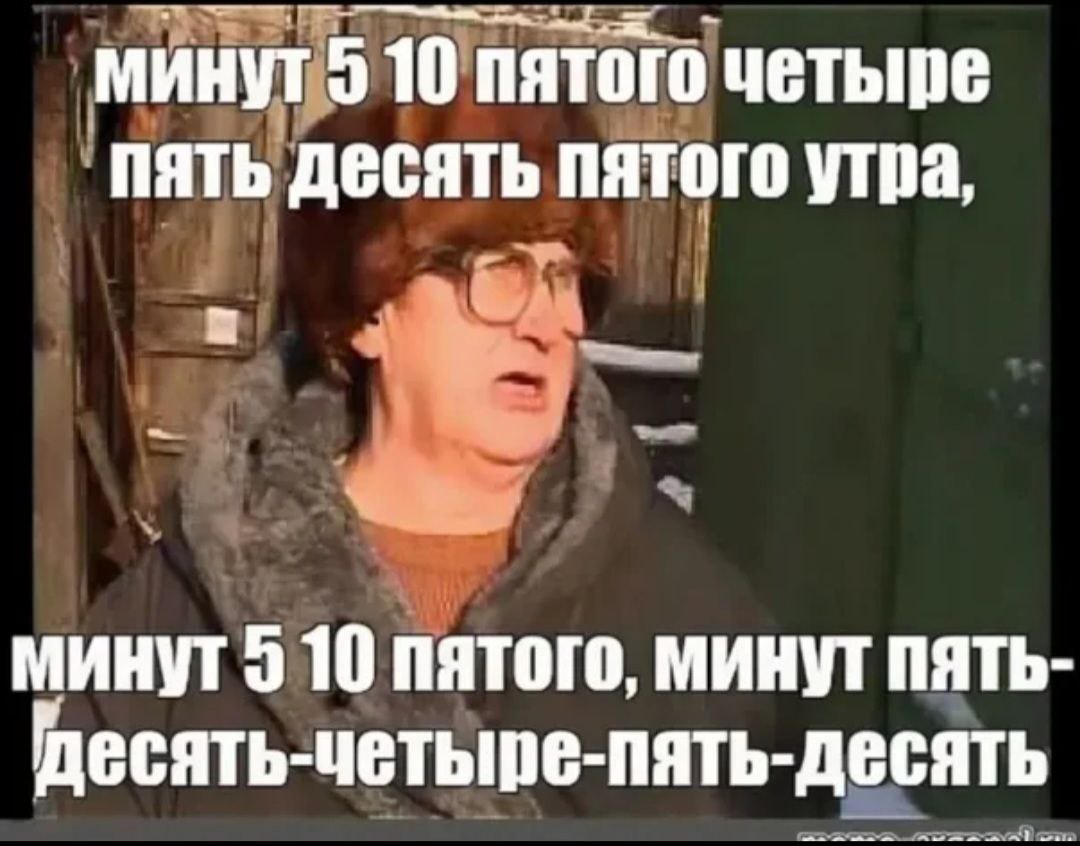 минут 5 10 пятого четыре
пять десять пятого утра,
минут 5 10 пятого, минут пять-
десять-четыре-пять-десять